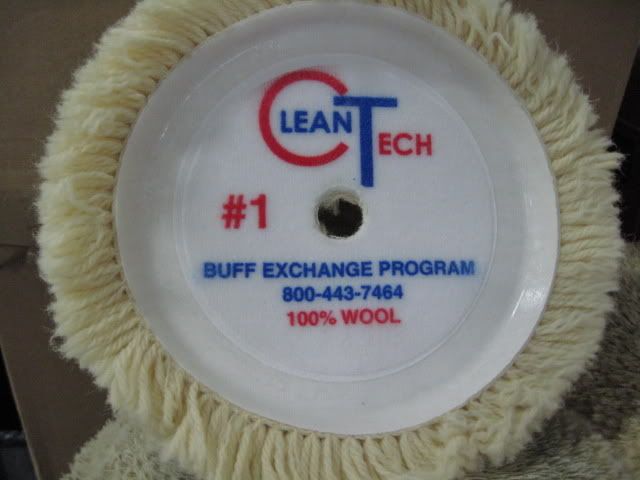 CLEAN TECH
#1
BUFF EXCHANGE PROGRAM
800-443-7464
100% WOOL